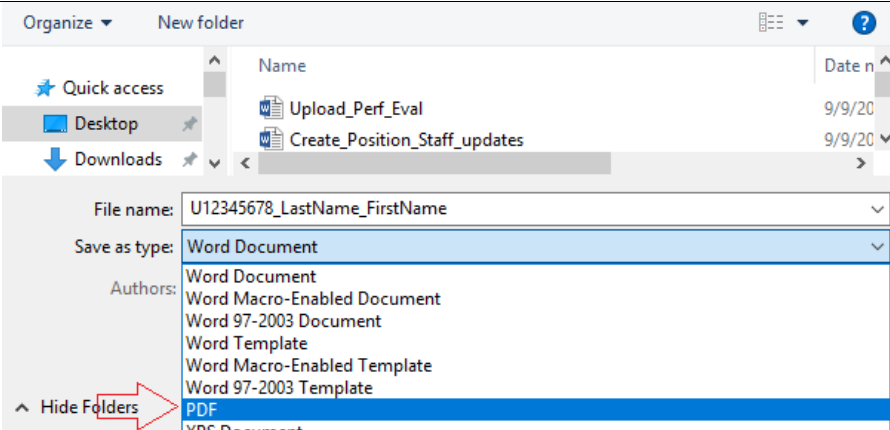 Organize New folder
Name Date n
Quick access
Desktop
Downloads
Upload_Perf_Eval 9/9/20
Create_Position_Staff_updates 9/9/20
File name: U12345678_LastName_FirstName
Save as type: Word Document
Authors:
Word Document
Word Macro-Enabled Document
Word 97-2003 Document
Word Template
Word Macro-Enabled Template
Word 97-2003 Template
Hide Folders
PDF
XPS Document